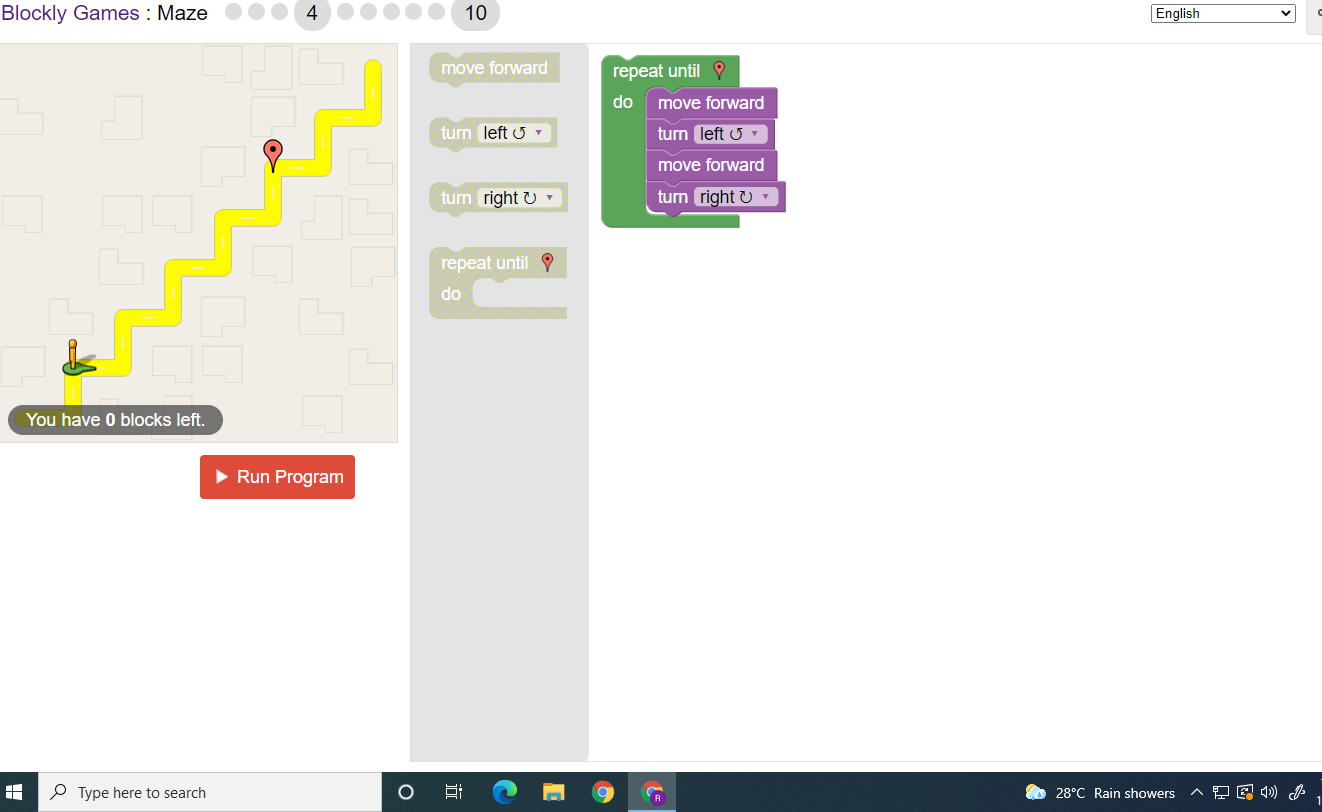 Blockly Games : Maze 4 10
English
move forward
turn left ↺ ▼
turn right ↻ ▼
repeat until
do
repeat until
do
move forward
turn left ↺ ▼
move forward
turn right ↻ ▼
You have 0 blocks left.
Run Program
Type here to search
R
28°C Rain showers